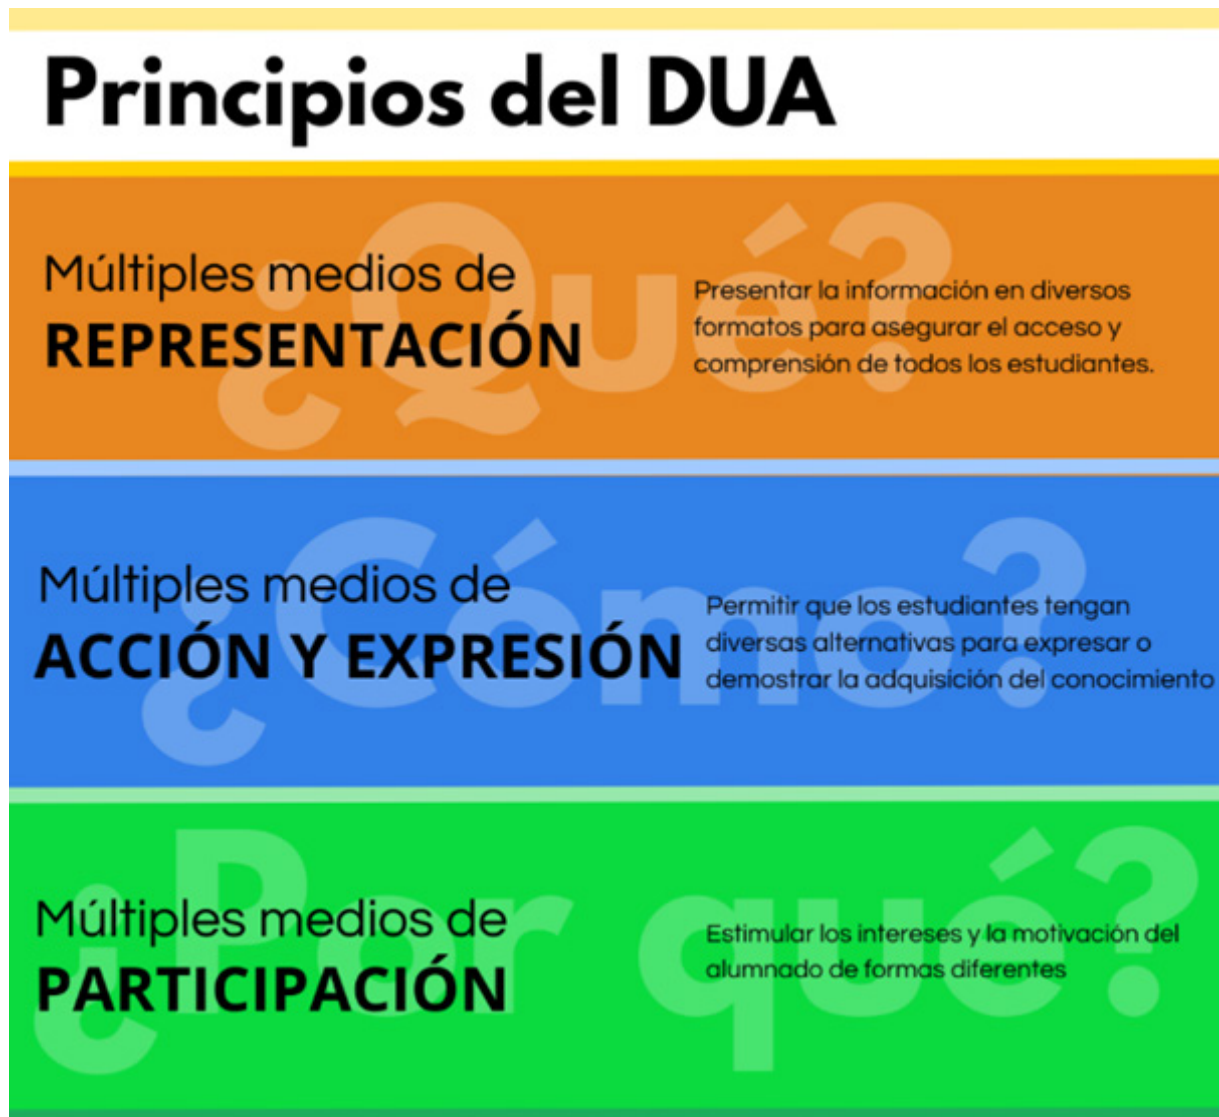 Principios del DUA
¿Qué?
Múltiples medios de
REPRESENTACIÓN
Presentar la información en diversos
formatos para asegurar el acceso y
comprensión de todos los estudiantes.
¿Cómo?
Múltiples medios de
ACCIÓN Y EXPRESIÓN
Permitir que los estudiantes tengan
diversas alternativas para expresar o
demostrar la adquisición del conocimiento
¿Por qué?
Múltiples medios de
PARTICIPACIÓN
Estimular los intereses y la motivación del
alumnado de formas diferentes